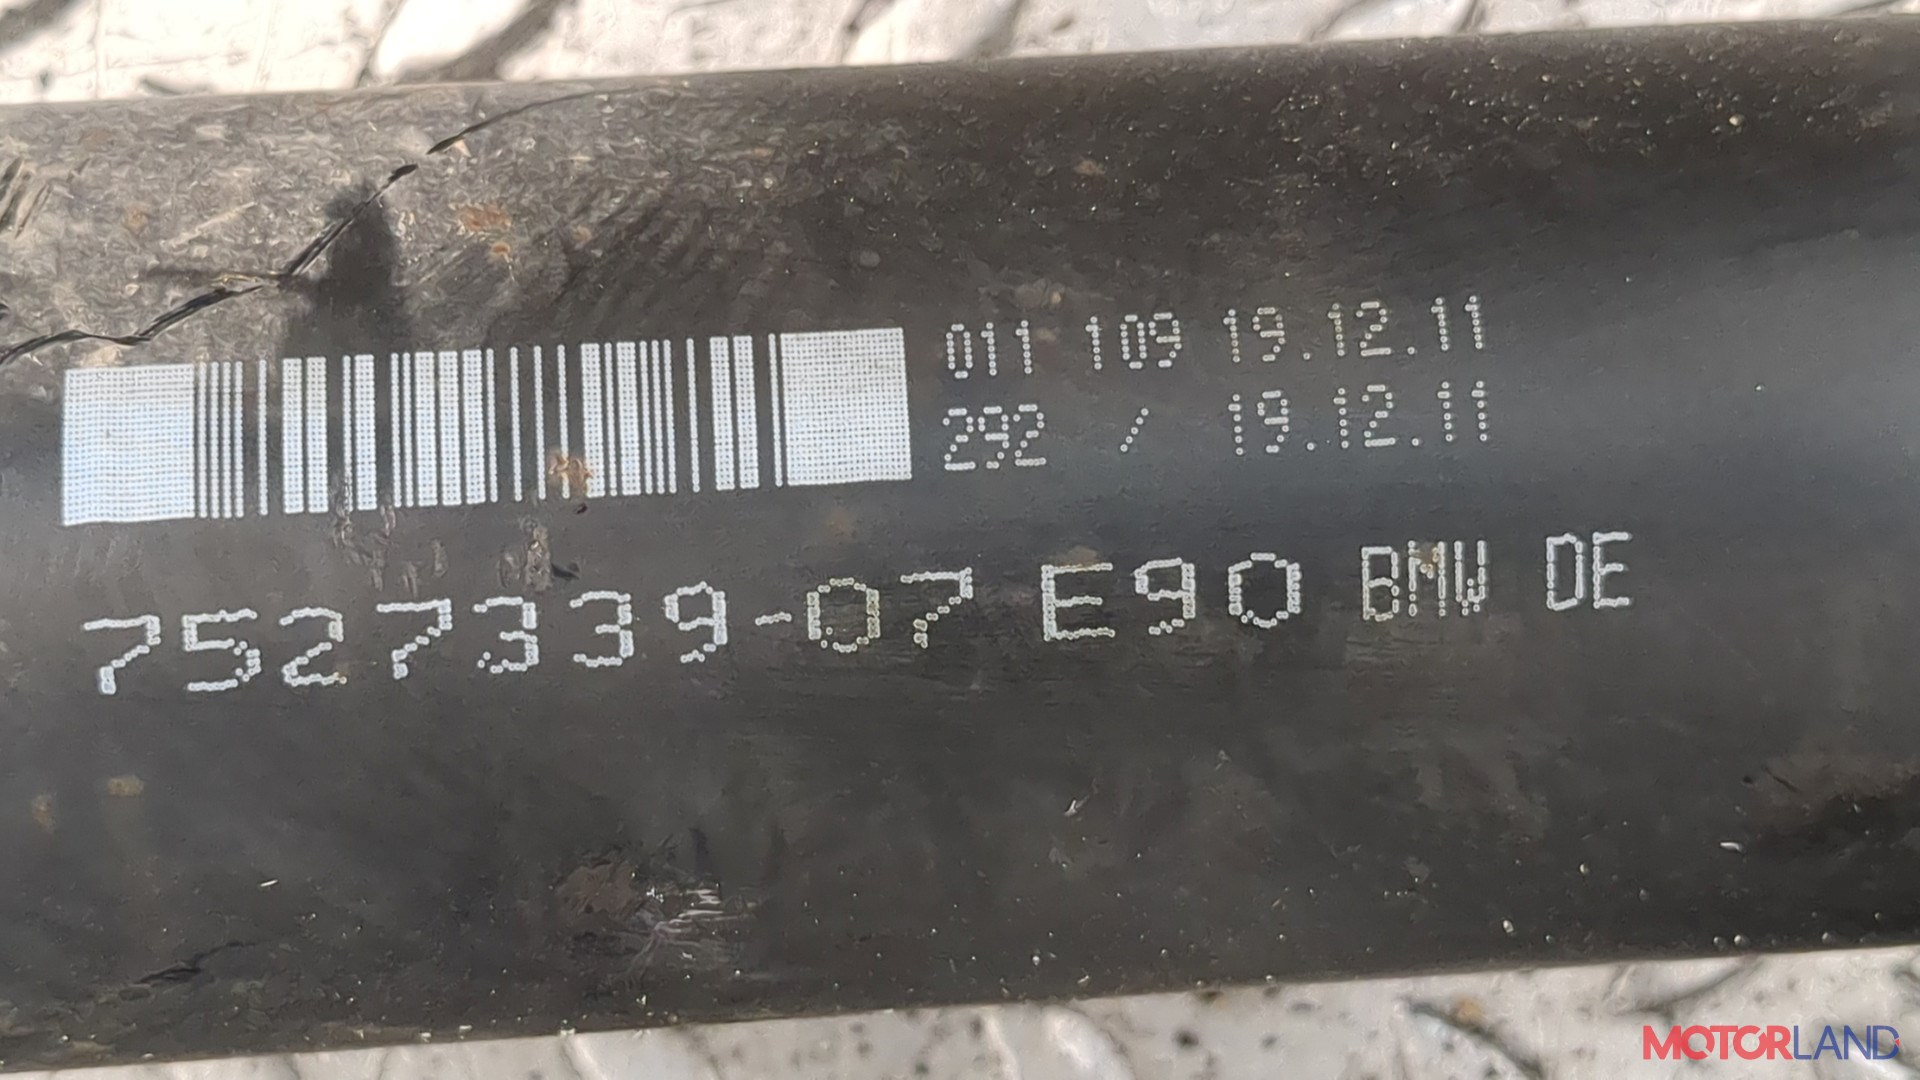 011 109 19.12.11
292 / 19.12.11
7527339-07 E90 BMW DE
MOTORLAND